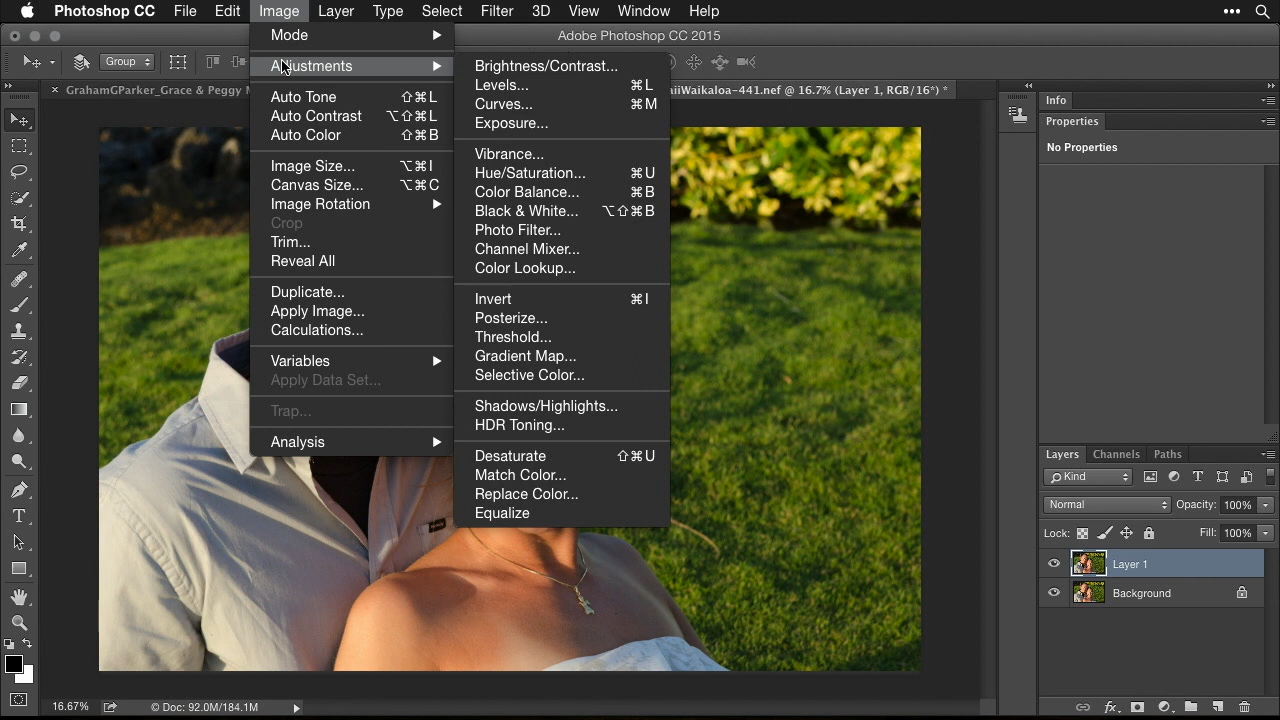 Photoshop CC File Edit Image Layer Type Select Filter 3D View Window Help
Adobe Photoshop CC 2015
Group
GrahamGParker_Grace & Peggy
aiiWaikaloa-441.nef @ 16.7% (Layer 1, RGB/16*) *
Mode
Adjustments
Auto Tone ⇧⌘L
Auto Contrast ⌥⇧⌘L
Auto Color ⇧⌘B
Image Size... ⌥⌘I
Canvas Size... ⌥⌘C
Image Rotation
Crop
Trim...
Reveal All
Duplicate...
Apply Image...
Calculations...
Variables
Apply Data Set...
Trap...
Analysis
Brightness/Contrast...
Levels... ⌘L
Curves... ⌘M
Exposure...
Vibrance...
Hue/Saturation... ⌘U
Color Balance... ⌘B
Black & White... ⌥⇧⌘B
Photo Filter...
Channel Mixer...
Color Lookup...
Invert ⌘I
Posterize...
Threshold...
Gradient Map...
Selective Color...
Shadows/Highlights...
HDR Toning...
Desaturate ⇧⌘U
Match Color...
Replace Color...
Equalize
Info
Properties
No Properties
Layers Channels Paths
Kind
Normal Opacity: 100%
Lock: Fill: 100%
Layer 1
Background
16.67% © Doc: 92.0M/184.1M